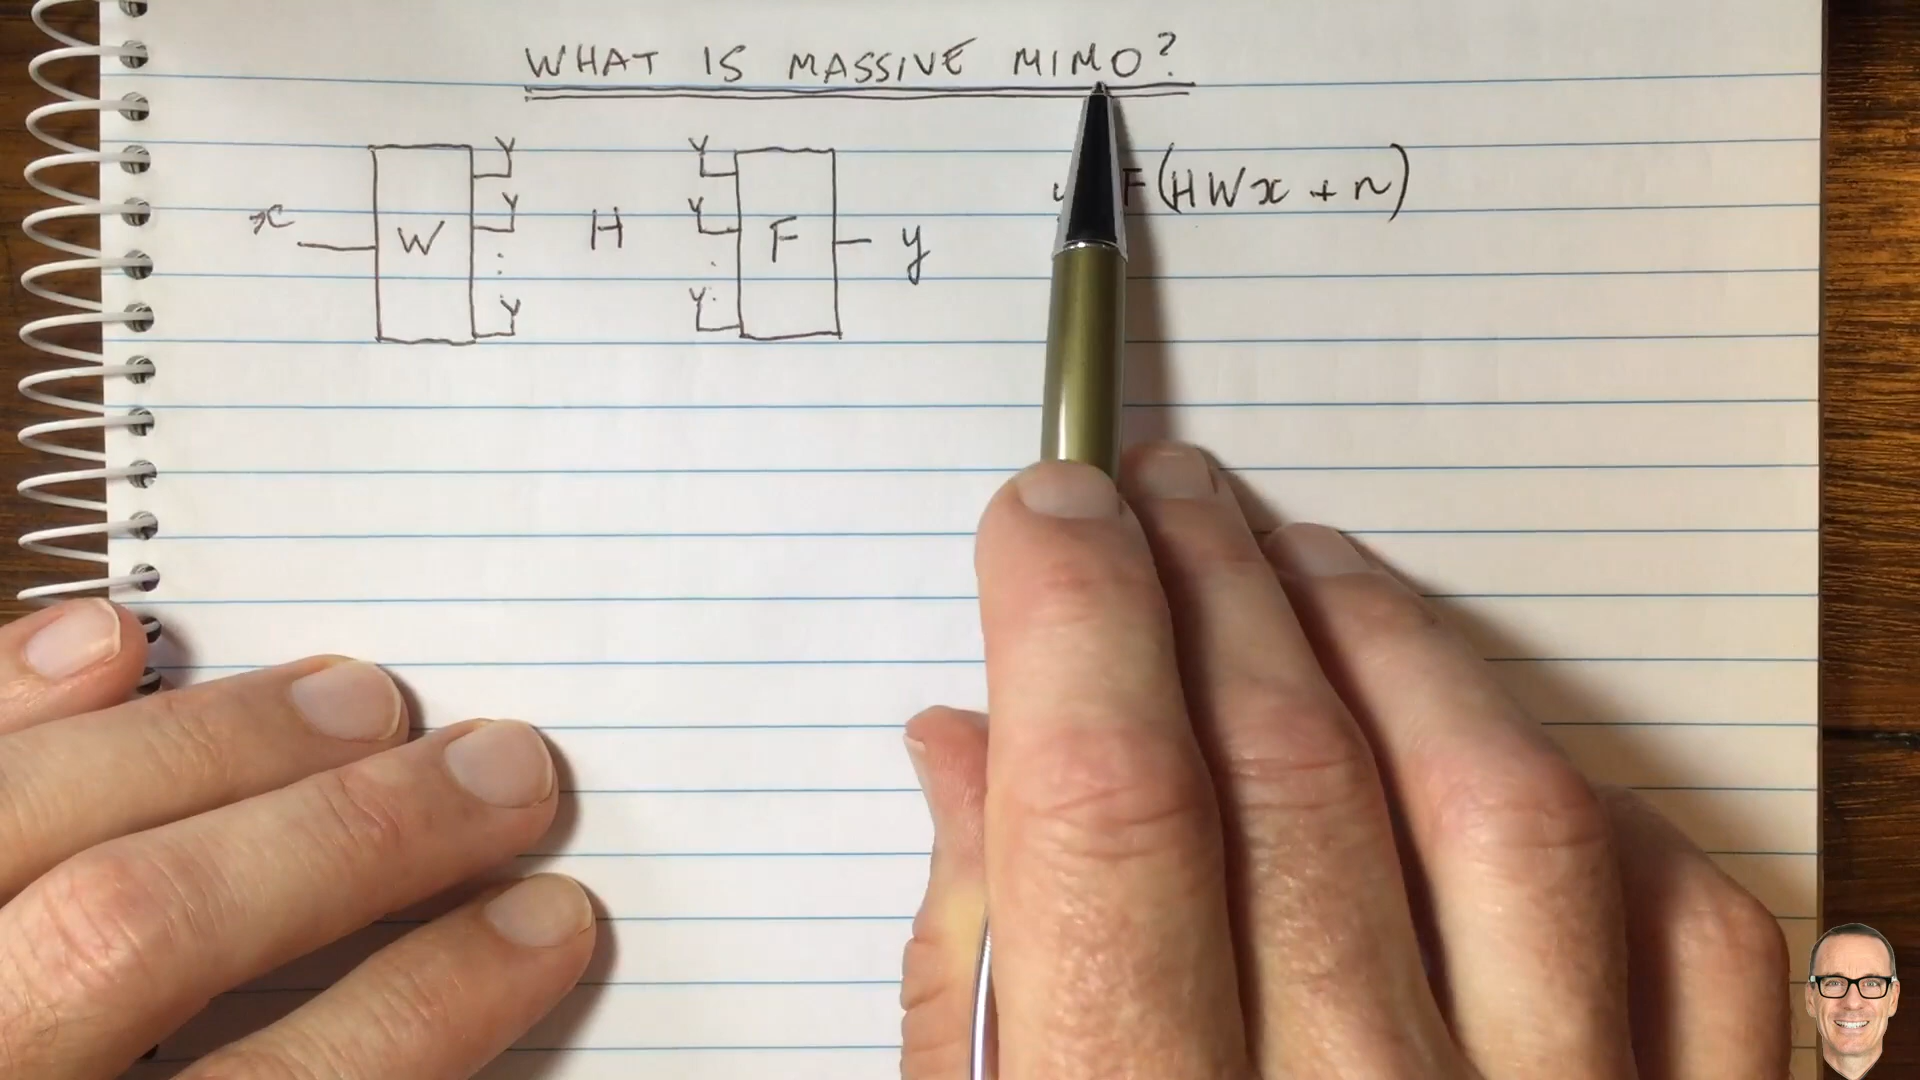 WHAT IS MASSIVE MIMO?
x W H F y
F(HWx + n)